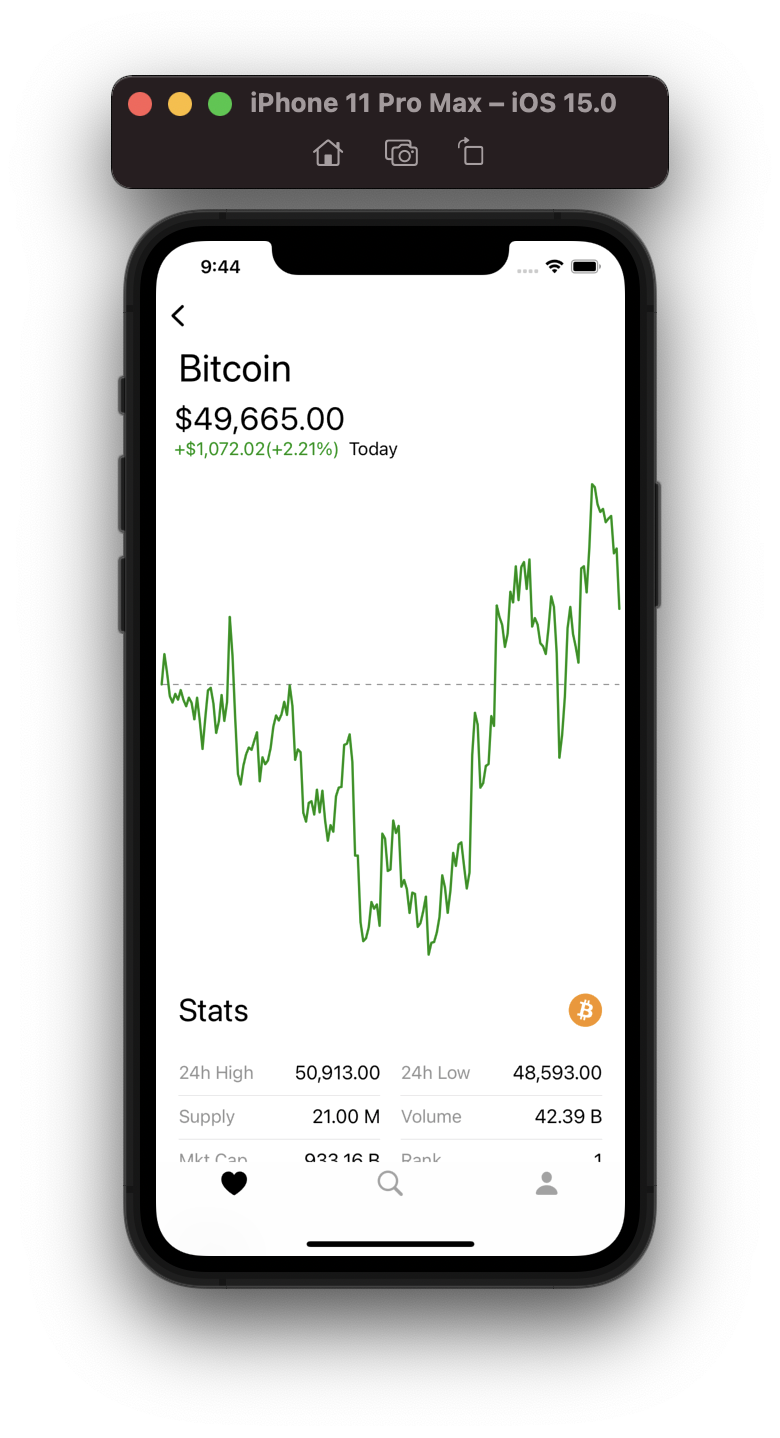 iPhone 11 Pro Max – iOS 15.0
9:44
Bitcoin
$49,665.00
+$1,072.02(+2.21%) Today
Stats
24h High 50,913.00 24h Low 48,593.00
Supply 21.00 M Volume 42.39 B
Mkt Cap 933.16 B Rank 1